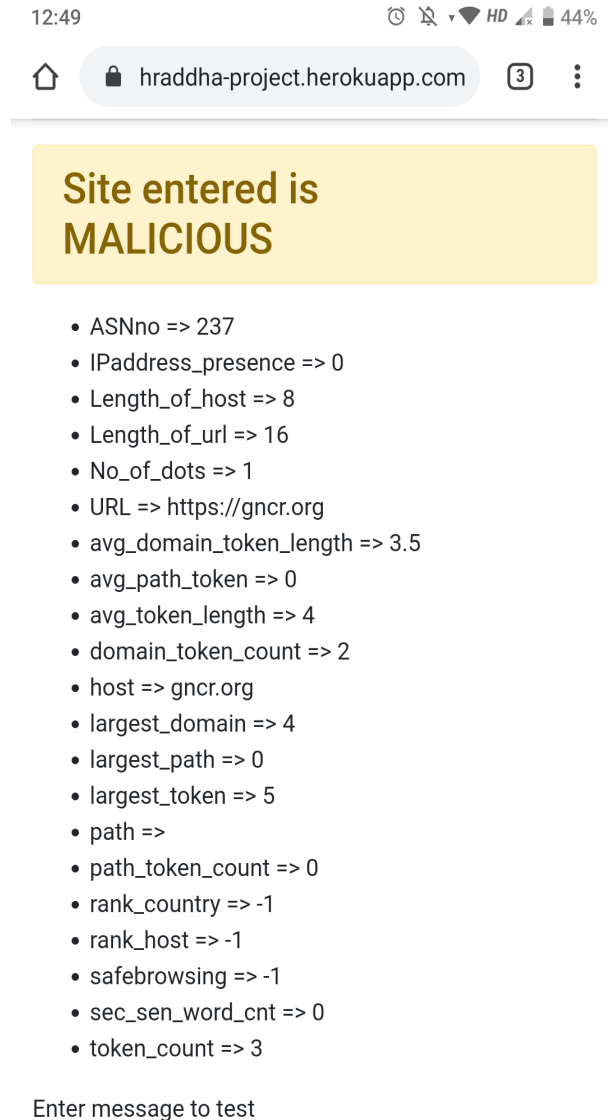 12:49 HD 44%
hraddha-project.herokuapp.com 3
Site entered is
MALICIOUS
• ASNno => 237
• IPaddress_presence => 0
• Length_of_host => 8
• Length_of_url => 16
• No_of_dots => 1
• URL => https://gncr.org
• avg_domain_token_length => 3.5
• avg_path_token => 0
• avg_token_length => 4
• domain_token_count => 2
• host => gncr.org
• largest_domain => 4
• largest_path => 0
• largest_token => 5
• path =>
• path_token_count => 0
• rank_country => -1
• rank_host => -1
• safebrowsing => -1
• sec_sen_word_cnt => 0
• token_count => 3
Enter message to test